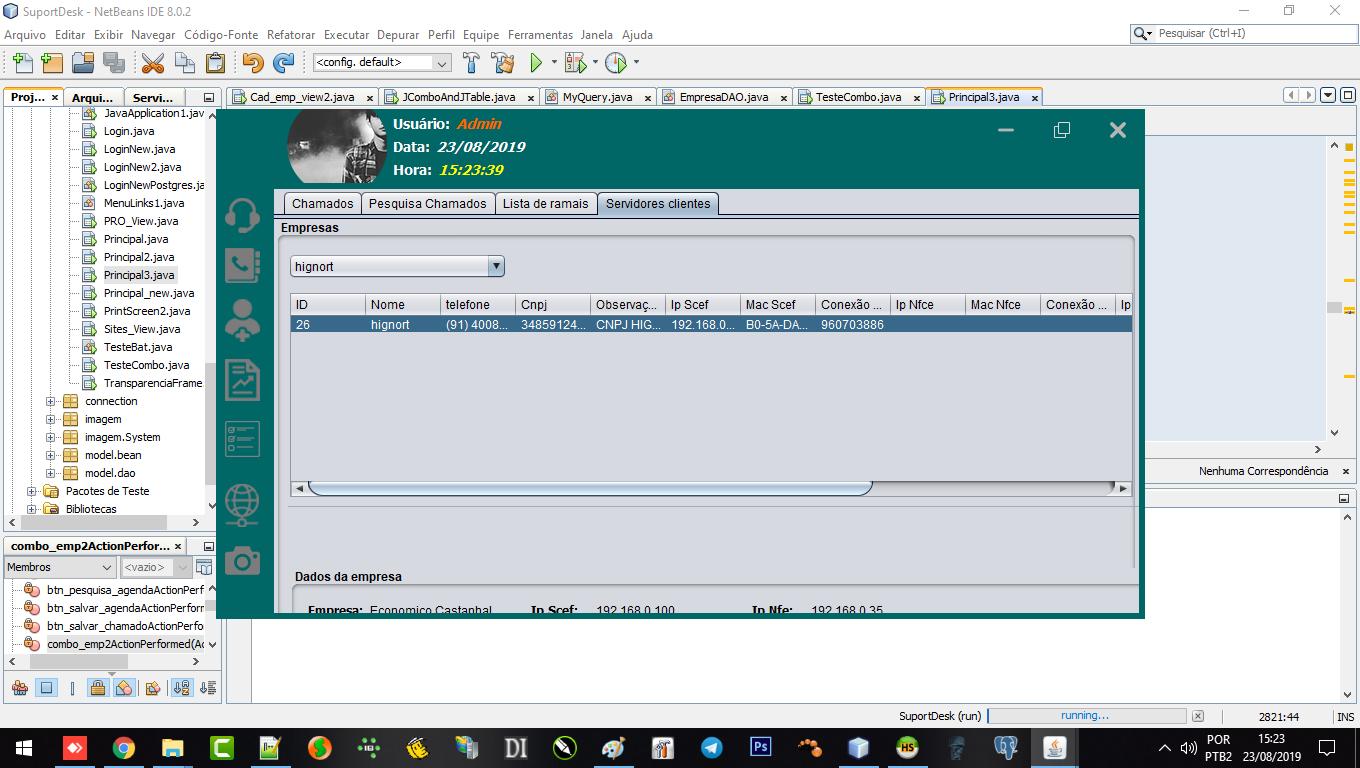 SuportDesk - NetBeans IDE 8.0.2
Arquivo Editar Exibir Navegar Código-Fonte Refatorar Executar Depurar Perfil Equipe Ferramentas Janela Ajuda
Pesquisar (Ctrl+I)
<config. default>
Proj... × Arqui... Servi...
Cad_emp_view2.java × JComboAndJTable.java × MyQuery.java × EmpresaDAO.java × TesteCombo.java × Principal3.java ×
JavaApplication1.jav
Login.java
LoginNew.java
LoginNew2.java
LoginNewPostgres.ja
MenuLinks1.java
PRO_View.java
Principal.java
Principal2.java
Principal3.java
Principal_new.java
PrintScreen2.java
Sites_View.java
TesteBat.java
TesteCombo.java
TransparenciaFrame.
connection
imagem
imagem.System
model.bean
model.dao
Pacotes de Teste
Bibliotecas
combo_emp2ActionPerfor... ×
Membros <vazio>
btn_pesquisa_agendaActionPerf
btn_salvar_agendaActionPerforn
btn_salvar_chamadoActionPerfo
combo_emp2ActionPerformed(Ac
Usuário: Admin
Data: 23/08/2019
Hora: 15:23:39
Chamados Pesquisa Chamados Lista de ramais Servidores clientes
Empresas
hignort
ID Nome telefone Cnpj Observaç... Ip Scef Mac Scef Conexão ... Ip Nfce Mac Nfce Conexão ... Ip
26 hignort (91) 4008... 34859124... CNPJ HIG... 192.168.0... B0-5A-DA... 960703886
Dados da empresa
Empresa: Economico Castanhal Ip Scef: 192.168.0.100 Ip Nfe: 192.168.0.35
Nenhuma Correspondência ×
SuportDesk (run) running... 2821:44 INS
POR
PTB2
15:23
23/08/2019
DI
Ps
HS